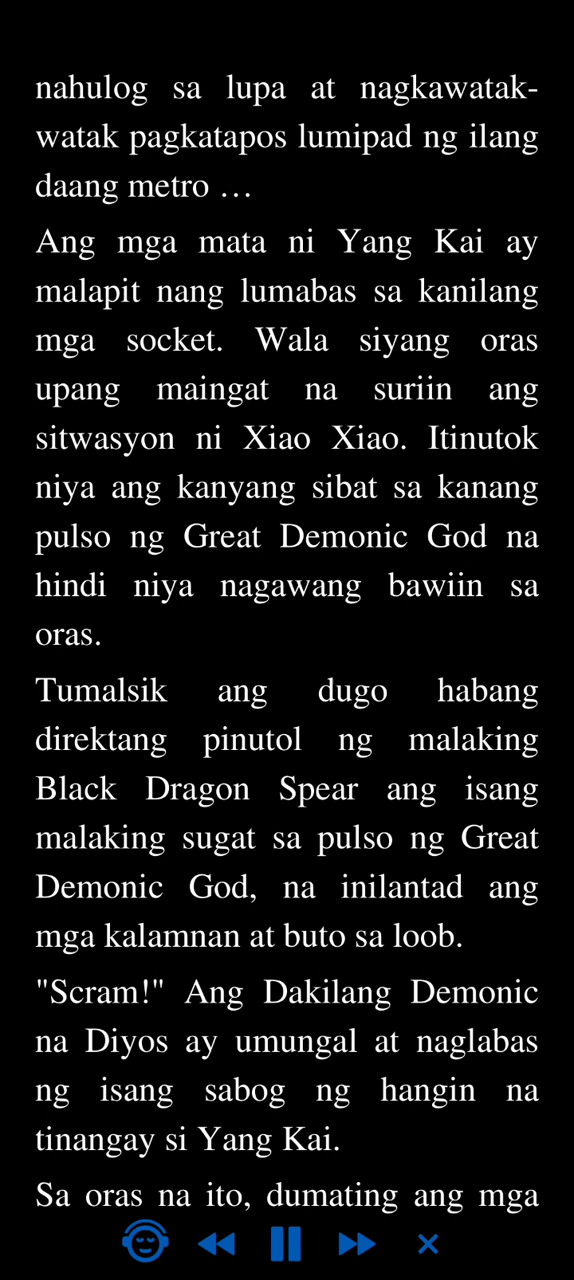 nahulog sa lupa at nagkawatak-
watak pagkatapos lumipad ng ilang
daang metro …
Ang mga mata ni Yang Kai ay
malapit nang lumabas sa kanilang
mga socket. Wala siyang oras
upang maingat na suriin ang
sitwasyon ni Xiao Xiao. Itinutok
niya ang kanyang sibat sa kanang
pulso ng Great Demonic God na
hindi niya nagawang bawiin sa
oras.
Tumalsik ang dugo habang
direktang pinutol ng malaking
Black Dragon Spear ang isang
malaking sugat sa pulso ng Great
Demonic God, na inilantad ang
mga kalamnan at buto sa loob.
"Scram!" Ang Dakilang Demonic
na Diyos ay umungal at naglabas
ng isang sabog ng hangin na
tinangay si Yang Kai.
Sa oras na ito, dumating ang mga